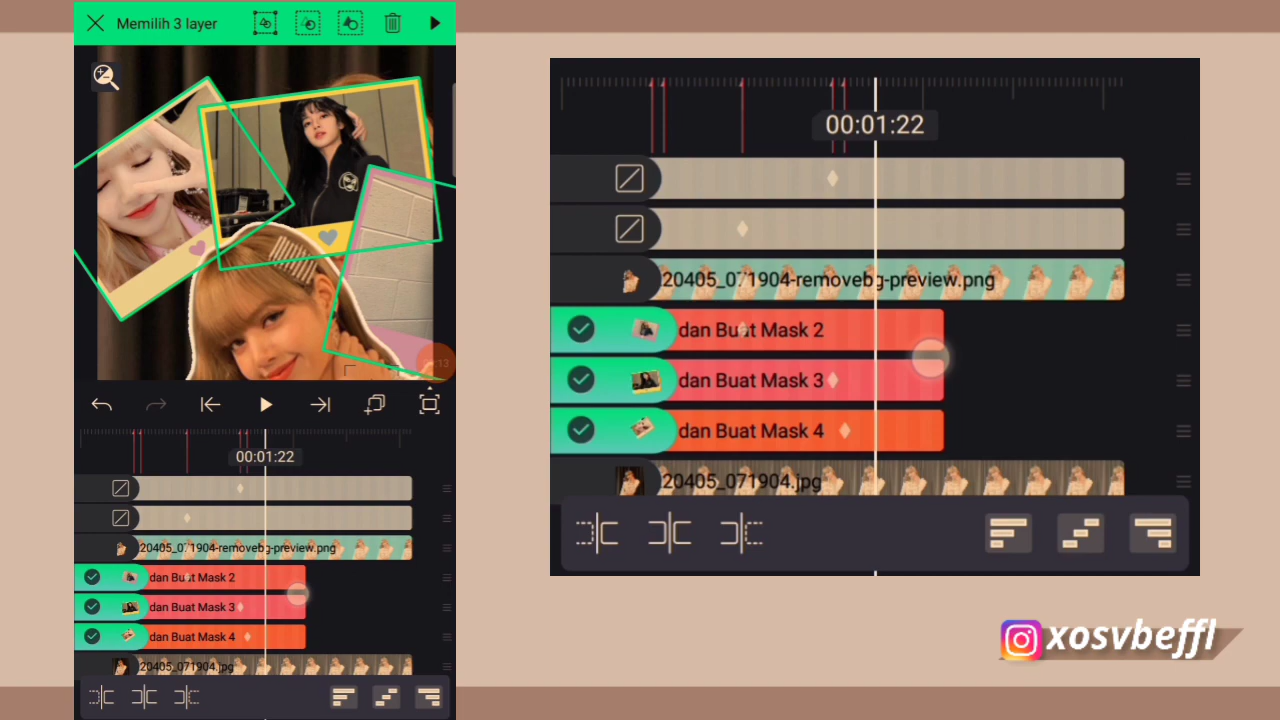 Memilih 3 layer
00:01:22
20405_071904-removebg-preview.png
dan Buat Mask 2
dan Buat Mask 3
dan Buat Mask 4
20405_071904.jpg
00:01:22
20405_071904-removebg-preview.png
dan Buat Mask 2
dan Buat Mask 3
dan Buat Mask 4
20405_071904.jpg
xosvbeffl